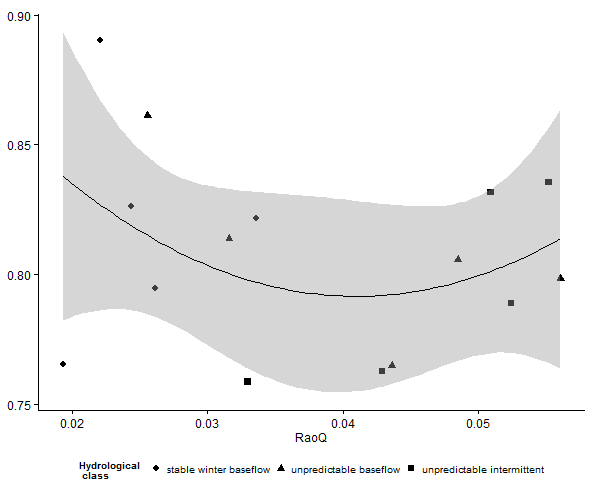 0.90
0.85
0.80
0.75
0.02 0.03 0.04 0.05
RaoQ
Hydrological class stable winter baseflow unpredictable baseflow unpredictable intermittent